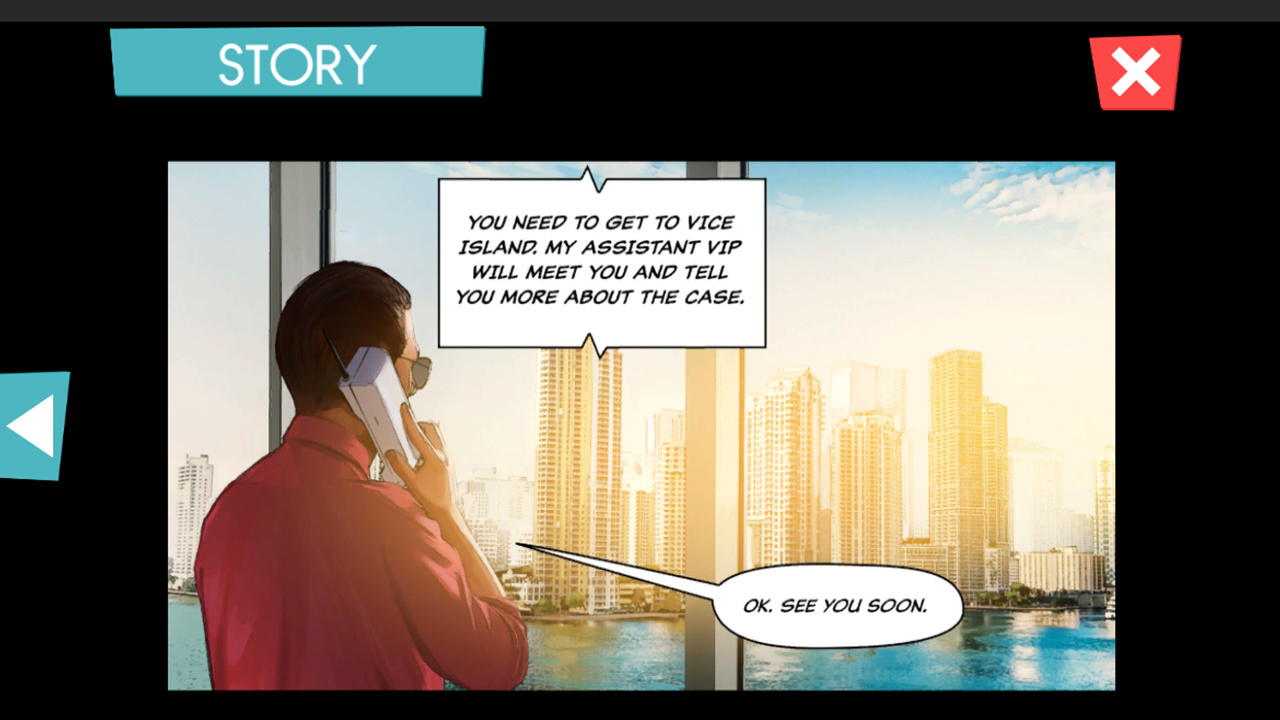 STORY
YOU NEED TO GET TO VICE
ISLAND. MY ASSISTANT VIP
WILL MEET YOU AND TELL
YOU MORE ABOUT THE CASE.
OK. SEE YOU SOON.